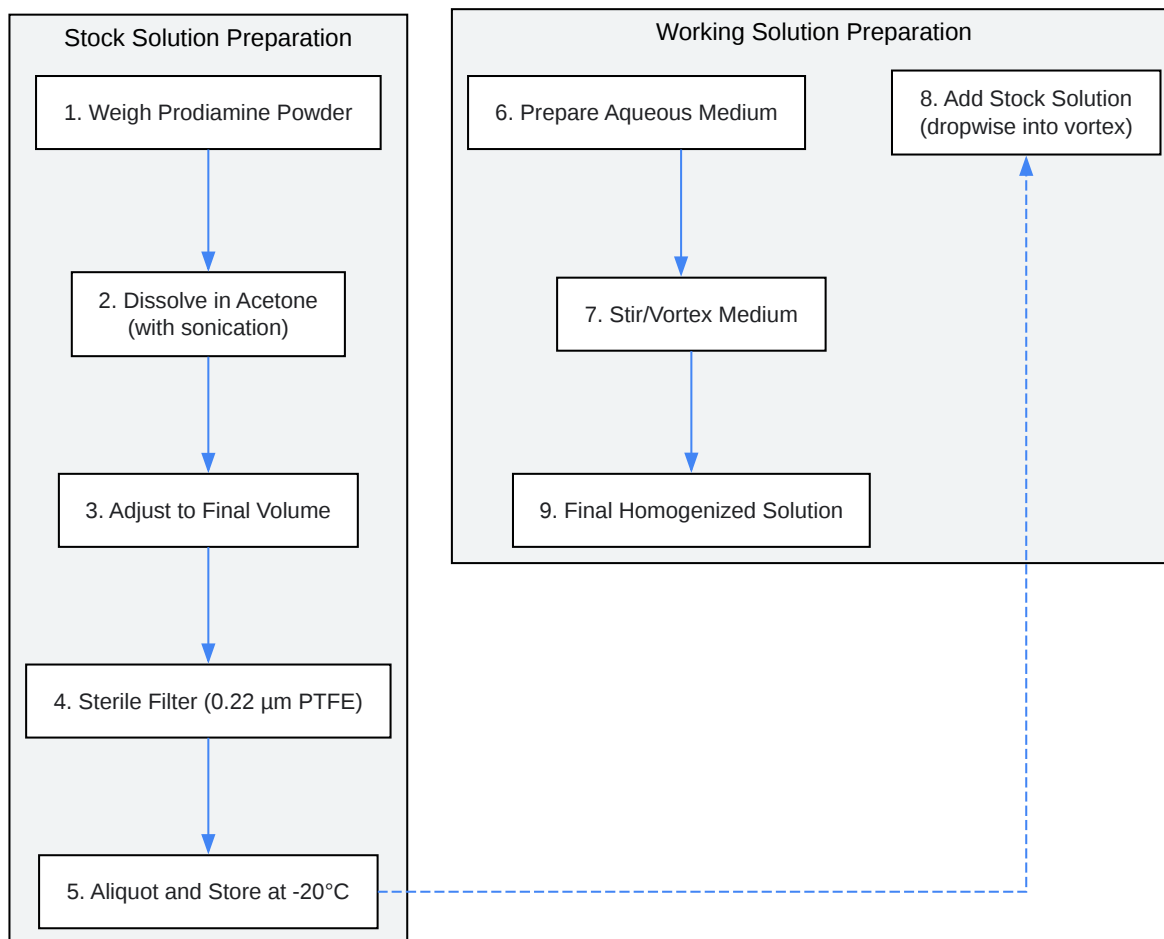 Stock Solution Preparation
1. Weigh Prodiamine Powder
2. Dissolve in Acetone
(with sonication)
3. Adjust to Final Volume
4. Sterile Filter (0.22 µm PTFE)
5. Aliquot and Store at -20°C
Working Solution Preparation
6. Prepare Aqueous Medium
7. Stir/Vortex Medium
8. Add Stock Solution
(dropwise into vortex)
9. Final Homogenized Solution